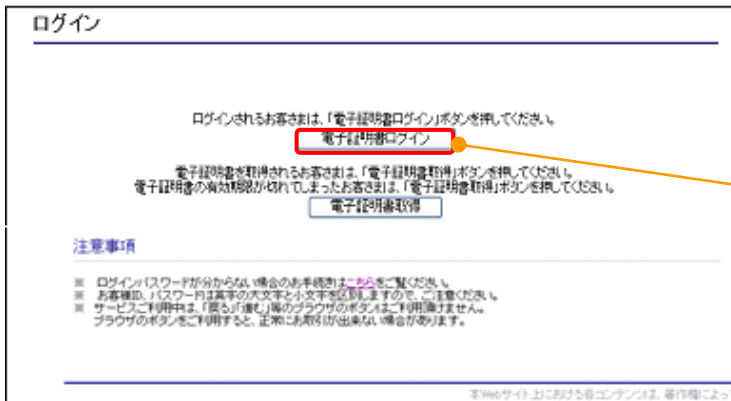 ログイン
ログインされるお客さまは、「電子証明書ログイン」ボタンを押してください。
電子証明書ログイン
電子証明書を取得されるお客さまは、「電子証明書取得」ボタンを押してください。
電子証明書の有効期限が切れてしまったお客さまは、「電子証明書取得」ボタンを押してください。
電子証明書取得
注意事項
※ ログインパスワードが分からない場合のお手続きはこちらをご覧ください。
※ お客様ID、パスワードは英字の大文字と小文字を区別しますので、ご注意ください。
※ サービスご利用中は、「戻る」「進む」等のブラウザのボタンはご利用頂けません。
ブラウザのボタンをご利用すると、正常にお取引が出来ない場合があります。
本Webサイト上における各コンテンツは、著作権によっ